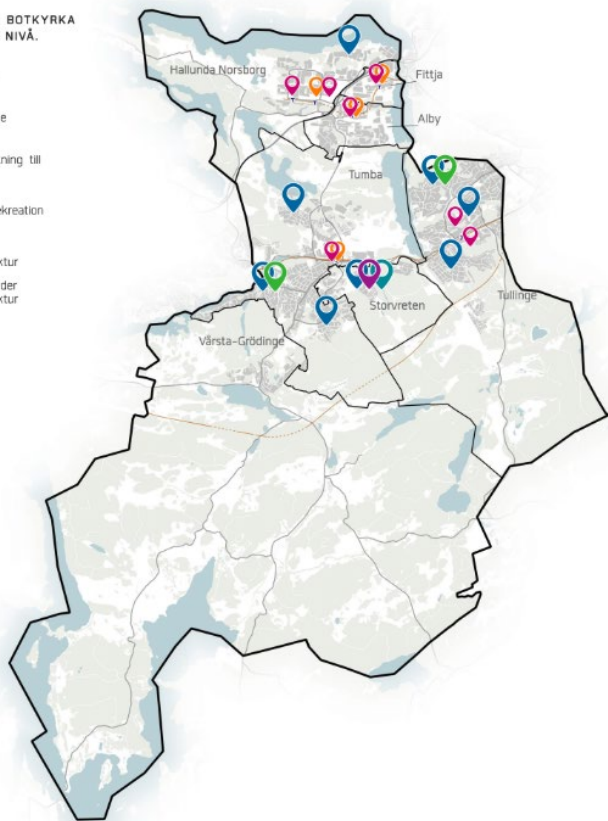 BOTKYRKA
NIVÅ.
e
ning till
ekreation
ktur
der
ktur
Hallunda Norsborg
Fittja
Alby
Tumba
Storvreten
Tullinge
Vårsta-Grödinge